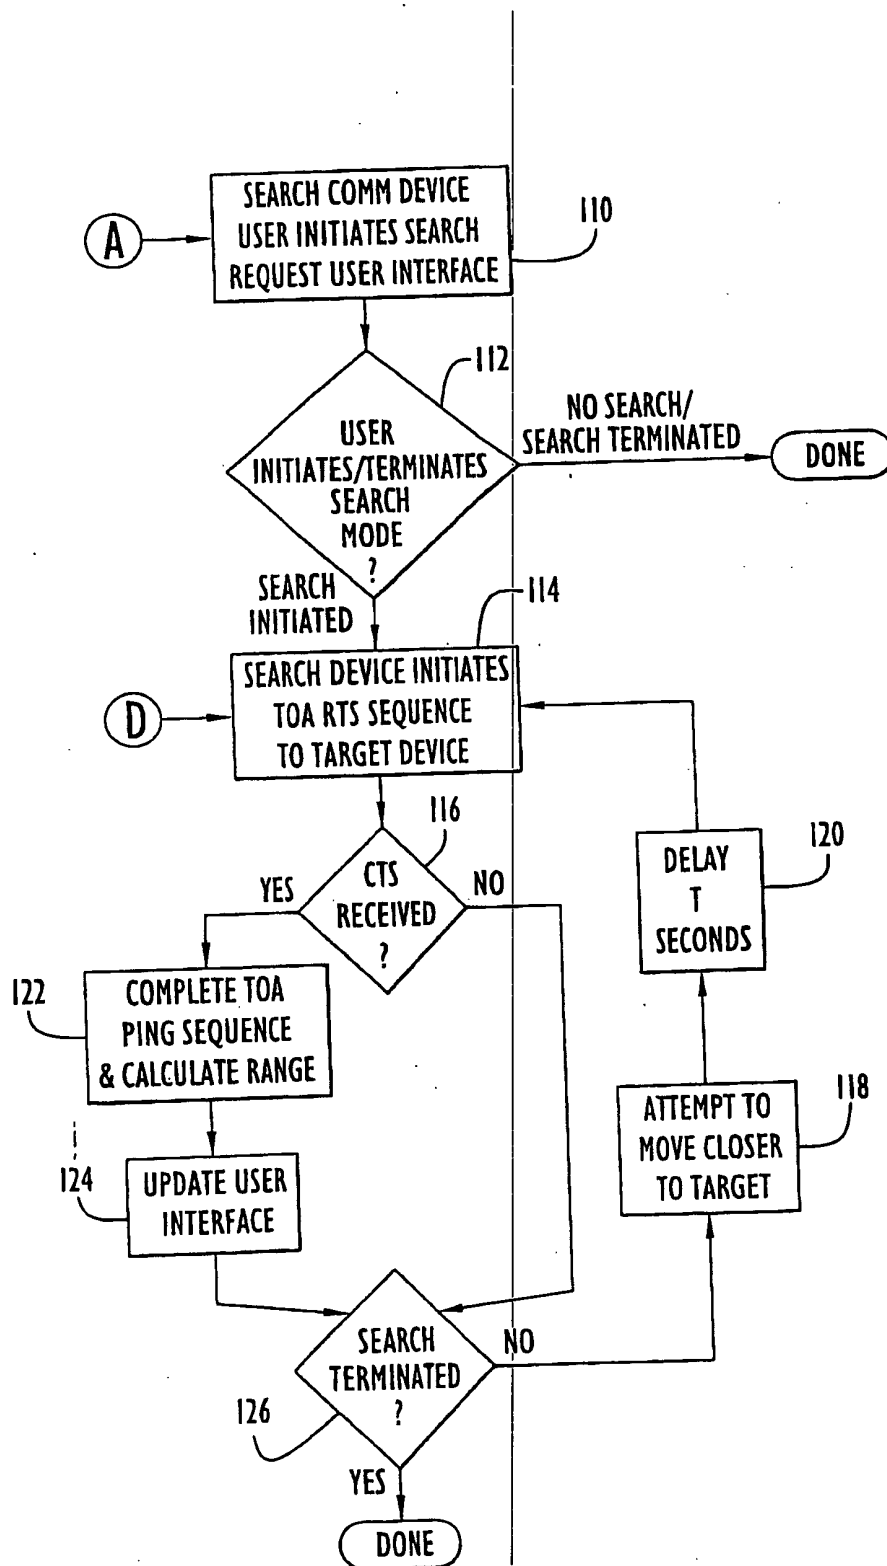 SEARCH COMM DEVICE
USER INITIATES SEARCH
REQUEST USER INTERFACE
110
A
112
USER
INITIATES/TERMINATES
SEARCH
MODE
?
NO SEARCH/
SEARCH TERMINATED
DONE
SEARCH
INITIATED
114
SEARCH DEVICE INITIATES
TOA RTS SEQUENCE
TO TARGET DEVICE
D
116
CTS
RECEIVED
?
YES
NO
120
DELAY
T
SECONDS
122
COMPLETE TOA
PING SEQUENCE
& CALCULATE RANGE
118
ATTEMPT TO
MOVE CLOSER
TO TARGET
124
UPDATE USER
INTERFACE
SEARCH
TERMINATED
?
NO
126
YES
DONE